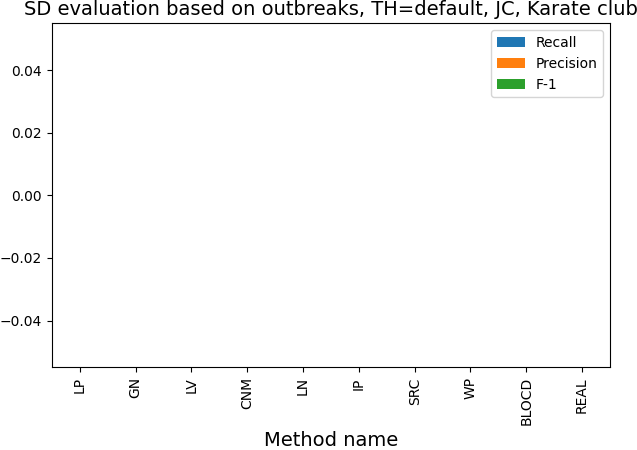 SD evaluation based on outbreaks, TH=default, JC, Karate club
Recall
Precision
F-1
0.04
0.02
0.00
−0.02
−0.04
LP
GN
LV
CNM
LN
IP
SRC
WP
BLOCD
REAL
Method name